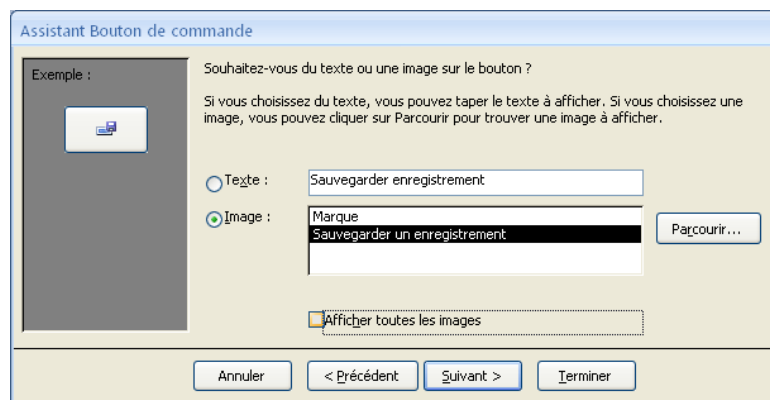 Assistant Bouton de commande
Exemple :
Souhaitez-vous du texte ou une image sur le bouton ?
Si vous choisissez du texte, vous pouvez taper le texte à afficher. Si vous choisissez une
image, vous pouvez cliquer sur Parcourir pour trouver une image à afficher.
Texte :
Sauvegarder enregistrement
Image :
Marque
Sauvegarder un enregistrement
Parcourir...
Afficher toutes les images
Annuler
< Précédent
Suivant >
Terminer